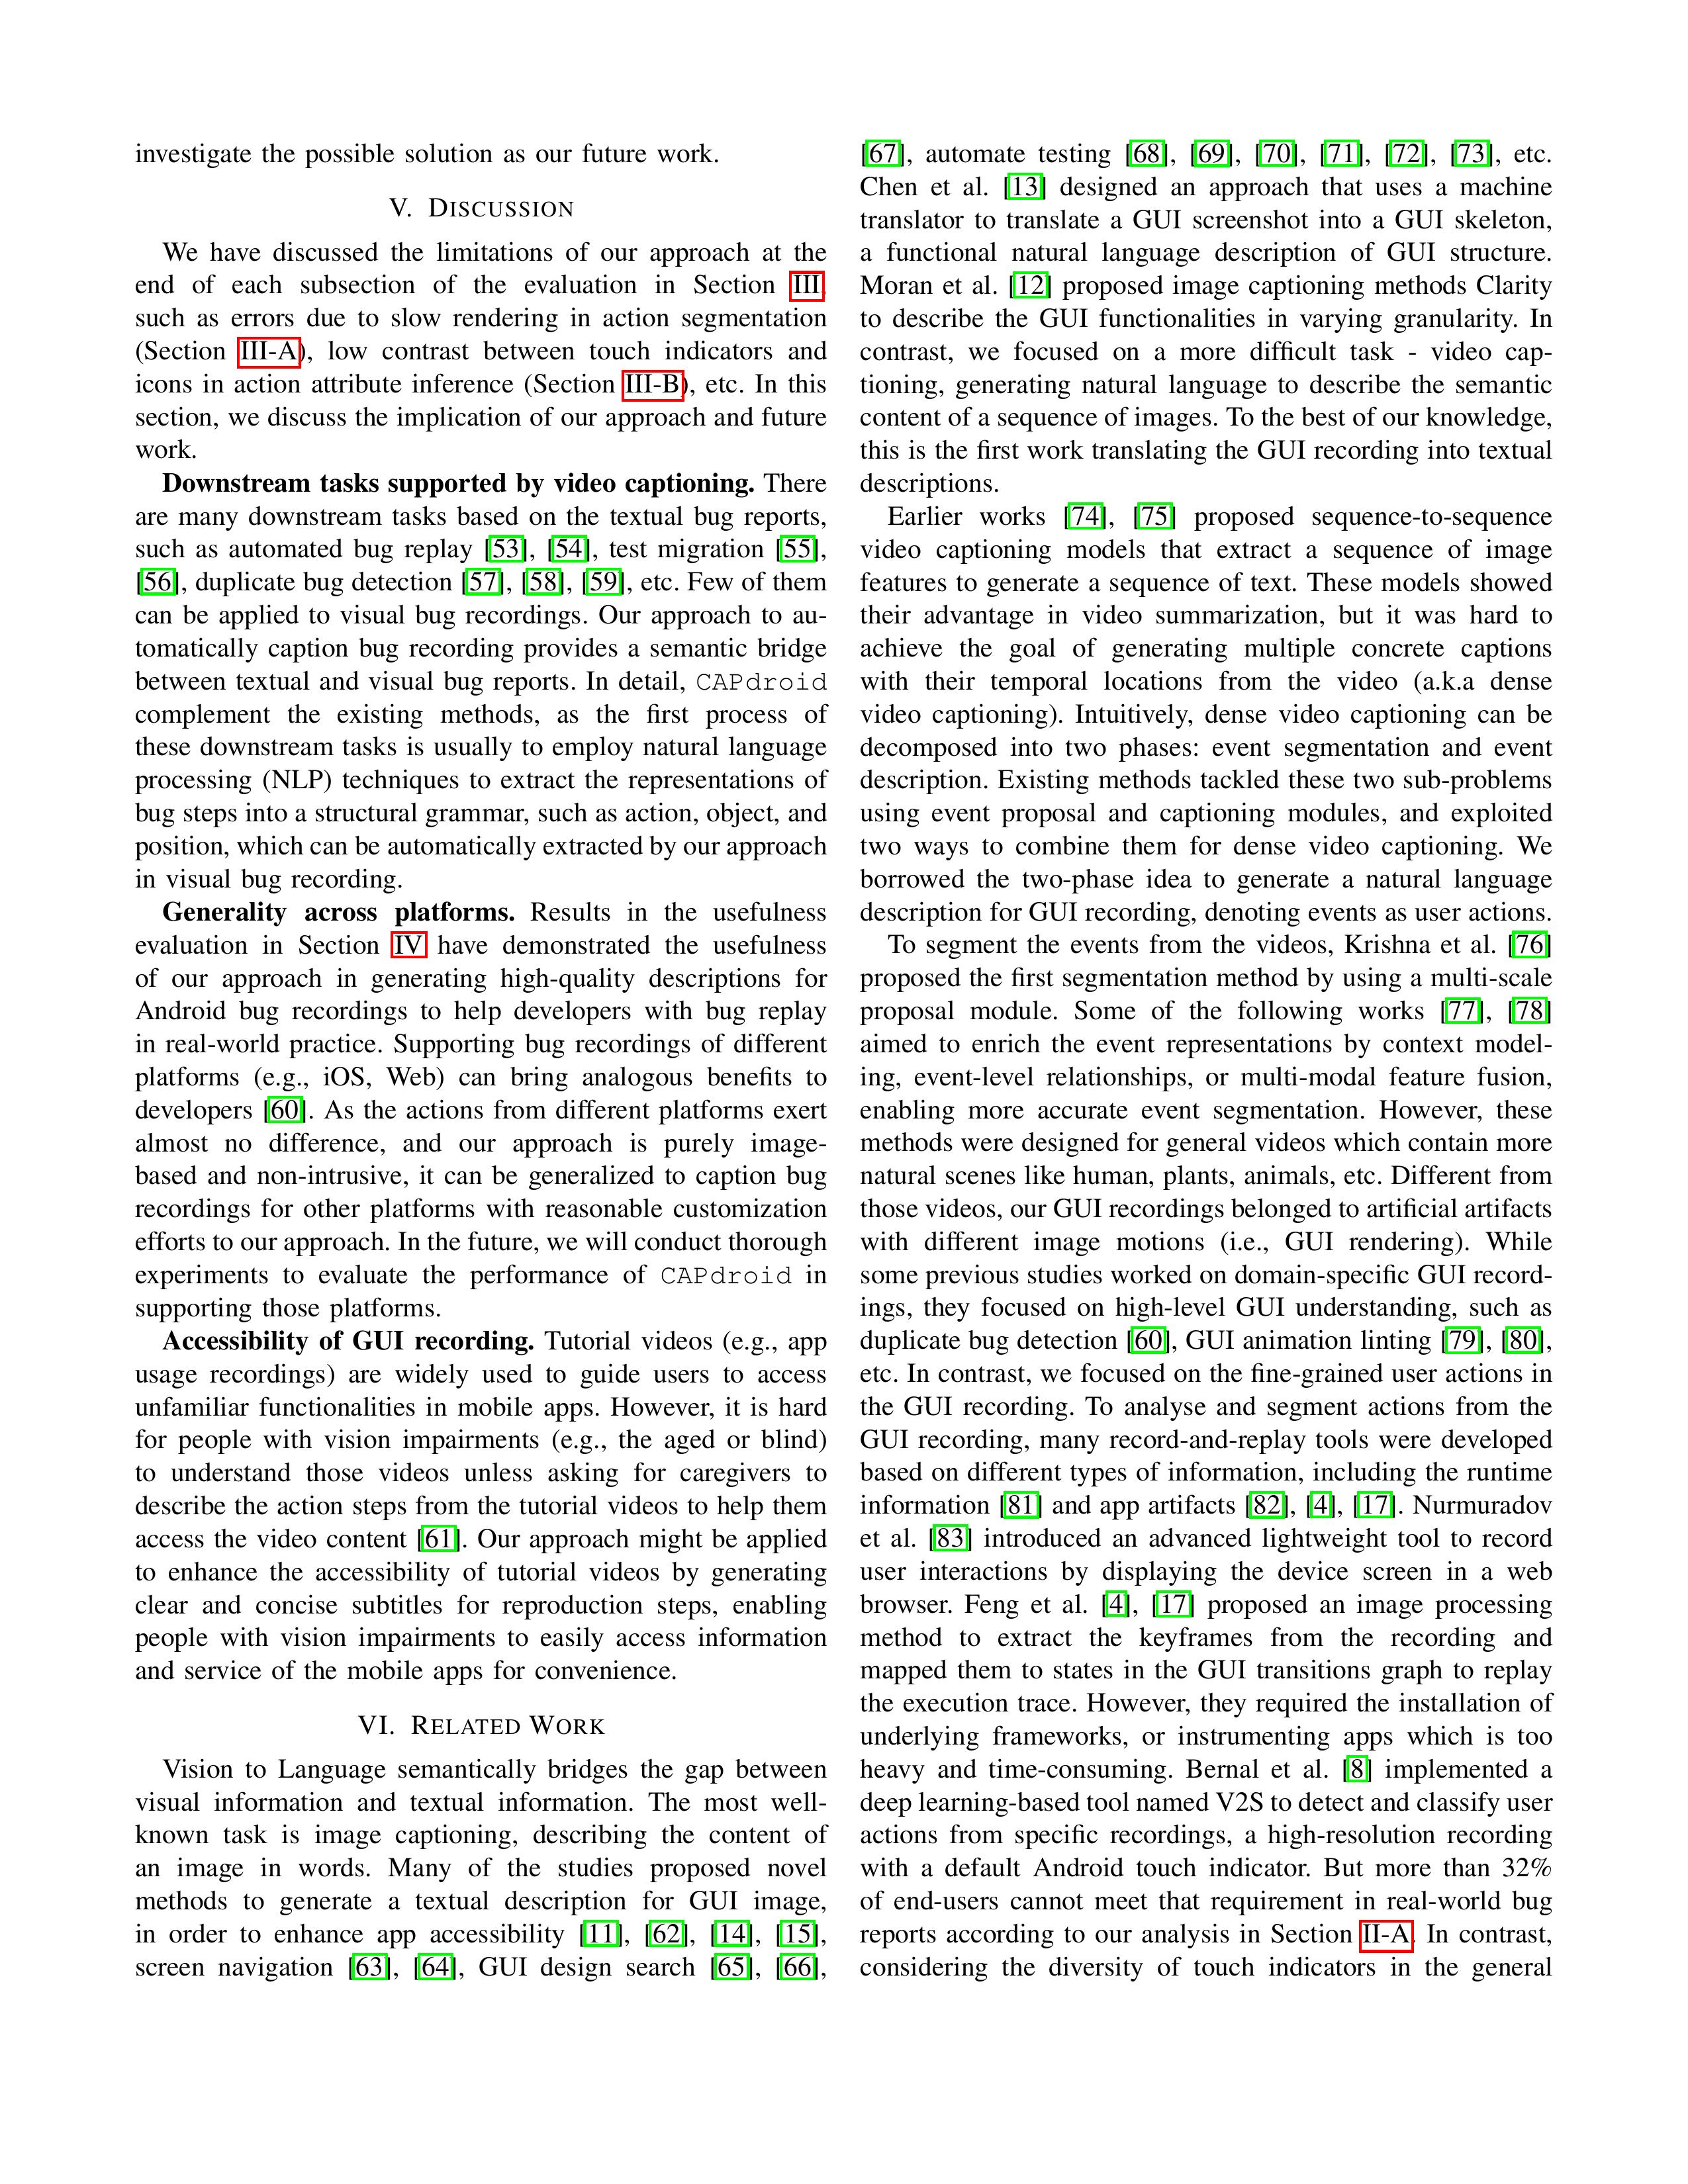 investigate the possible solution as our future work.
V. DISCUSSION
We have discussed the limitations of our approach at the
end of each subsection of the evaluation in Section III,
such as errors due to slow rendering in action segmentation
(Section III-A), low contrast between touch indicators and
icons in action attribute inference (Section III-B), etc. In this
section, we discuss the implication of our approach and future
work.
Downstream tasks supported by video captioning. There
are many downstream tasks based on the textual bug reports,
such as automated bug replay [53], [54], test migration [55],
[56], duplicate bug detection [57], [58], [59], etc. Few of them
can be applied to visual bug recordings. Our approach to au-
tomatically caption bug recording provides a semantic bridge
between textual and visual bug reports. In detail, CAPdroid
complement the existing methods, as the first process of
these downstream tasks is usually to employ natural language
processing (NLP) techniques to extract the representations of
bug steps into a structural grammar, such as action, object, and
position, which can be automatically extracted by our approach
in visual bug recording.
Generality across platforms. Results in the usefulness
evaluation in Section IV have demonstrated the usefulness
of our approach in generating high-quality descriptions for
Android bug recordings to help developers with bug replay
in real-world practice. Supporting bug recordings of different
platforms (e.g., iOS, Web) can bring analogous benefits to
developers [60]. As the actions from different platforms exert
almost no difference, and our approach is purely image-
based and non-intrusive, it can be generalized to caption bug
recordings for other platforms with reasonable customization
efforts to our approach. In the future, we will conduct thorough
experiments to evaluate the performance of CAPdroid in
supporting those platforms.
Accessibility of GUI recording. Tutorial videos (e.g., app
usage recordings) are widely used to guide users to access
unfamiliar functionalities in mobile apps. However, it is hard
for people with vision impairments (e.g., the aged or blind)
to understand those videos unless asking for caregivers to
describe the action steps from the tutorial videos to help them
access the video content [61]. Our approach might be applied
to enhance the accessibility of tutorial videos by generating
clear and concise subtitles for reproduction steps, enabling
people with vision impairments to easily access information
and service of the mobile apps for convenience.
VI. RELATED WORK
Vision to Language semantically bridges the gap between
visual information and textual information. The most well-
known task is image captioning, describing the content of
an image in words. Many of the studies proposed novel
methods to generate a textual description for GUI image,
in order to enhance app accessibility [11], [62], [14], [15],
screen navigation [63], [64], GUI design search [65], [66],
[67], automate testing [68], [69], [70], [71], [72], [73], etc.
Chen et al. [13] designed an approach that uses a machine
translator to translate a GUI screenshot into a GUI skeleton,
a functional natural language description of GUI structure.
Moran et al. [12] proposed image captioning methods Clarity
to describe the GUI functionalities in varying granularity. In
contrast, we focused on a more difficult task - video cap-
tioning, generating natural language to describe the semantic
content of a sequence of images. To the best of our knowledge,
this is the first work translating the GUI recording into textual
descriptions.
Earlier works [74], [75] proposed sequence-to-sequence
video captioning models that extract a sequence of image
features to generate a sequence of text. These models showed
their advantage in video summarization, but it was hard to
achieve the goal of generating multiple concrete captions
with their temporal locations from the video (a.k.a dense
video captioning). Intuitively, dense video captioning can be
decomposed into two phases: event segmentation and event
description. Existing methods tackled these two sub-problems
using event proposal and captioning modules, and exploited
two ways to combine them for dense video captioning. We
borrowed the two-phase idea to generate a natural language
description for GUI recording, denoting events as user actions.
To segment the events from the videos, Krishna et al. [76]
proposed the first segmentation method by using a multi-scale
proposal module. Some of the following works [77], [78]
aimed to enrich the event representations by context model-
ing, event-level relationships, or multi-modal feature fusion,
enabling more accurate event segmentation. However, these
methods were designed for general videos which contain more
natural scenes like human, plants, animals, etc. Different from
those videos, our GUI recordings belonged to artificial artifacts
with different image motions (i.e., GUI rendering). While
some previous studies worked on domain-specific GUI record-
ings, they focused on high-level GUI understanding, such as
duplicate bug detection [60], GUI animation linting [79], [80],
etc. In contrast, we focused on the fine-grained user actions in
the GUI recording. To analyse and segment actions from the
GUI recording, many record-and-replay tools were developed
based on different types of information, including the runtime
information [81] and app artifacts [82], [4], [17]. Nurmuradov
et al. [83] introduced an advanced lightweight tool to record
user interactions by displaying the device screen in a web
browser. Feng et al. [4], [17] proposed an image processing
method to extract the keyframes from the recording and
mapped them to states in the GUI transitions graph to replay
the execution trace. However, they required the installation of
underlying frameworks, or instrumenting apps which is too
heavy and time-consuming. Bernal et al. [8] implemented a
deep learning-based tool named V2S to detect and classify user
actions from specific recordings, a high-resolution recording
with a default Android touch indicator. But more than 32%
of end-users cannot meet that requirement in real-world bug
reports according to our analysis in Section II-A. In contrast,
considering the diversity of touch indicators in the general